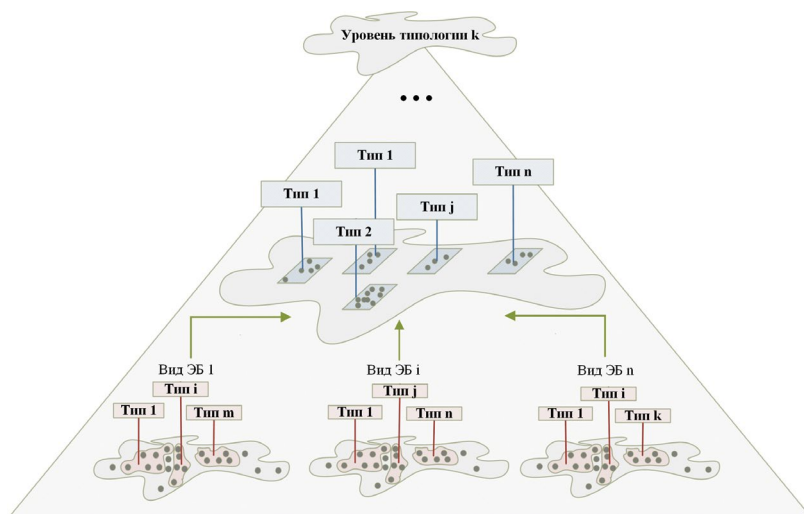 Уровень типологии k
...
Тип 1
Тип n
Тип 1
Тип j
Тип 2
Вид ЭБ 1
Вид ЭБ i
Вид ЭБ n
Тип i
Тип j
Тип i
Тип 1
Тип m
Тип 1
Тип n
Тип 1
Тип k